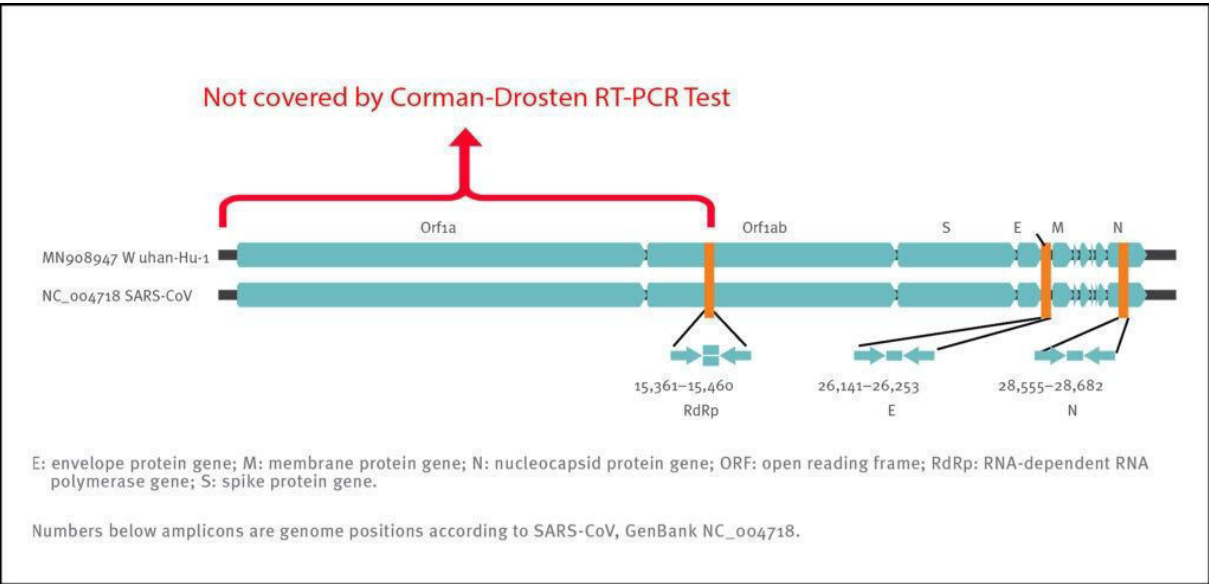 Not covered by Corman-Drosten RT-PCR Test
Orf1a Orf1ab S E M N
MN908947 W uhan-Hu-1
NC_004718 SARS-CoV
15,361–15,460 26,141–26,253 28,555–28,682
RdRp E N
E: envelope protein gene; M: membrane protein gene; N: nucleocapsid protein gene; ORF: open reading frame; RdRp: RNA-dependent RNA
polymerase gene; S: spike protein gene.
Numbers below amplicons are genome positions according to SARS-CoV, GenBank NC_004718.